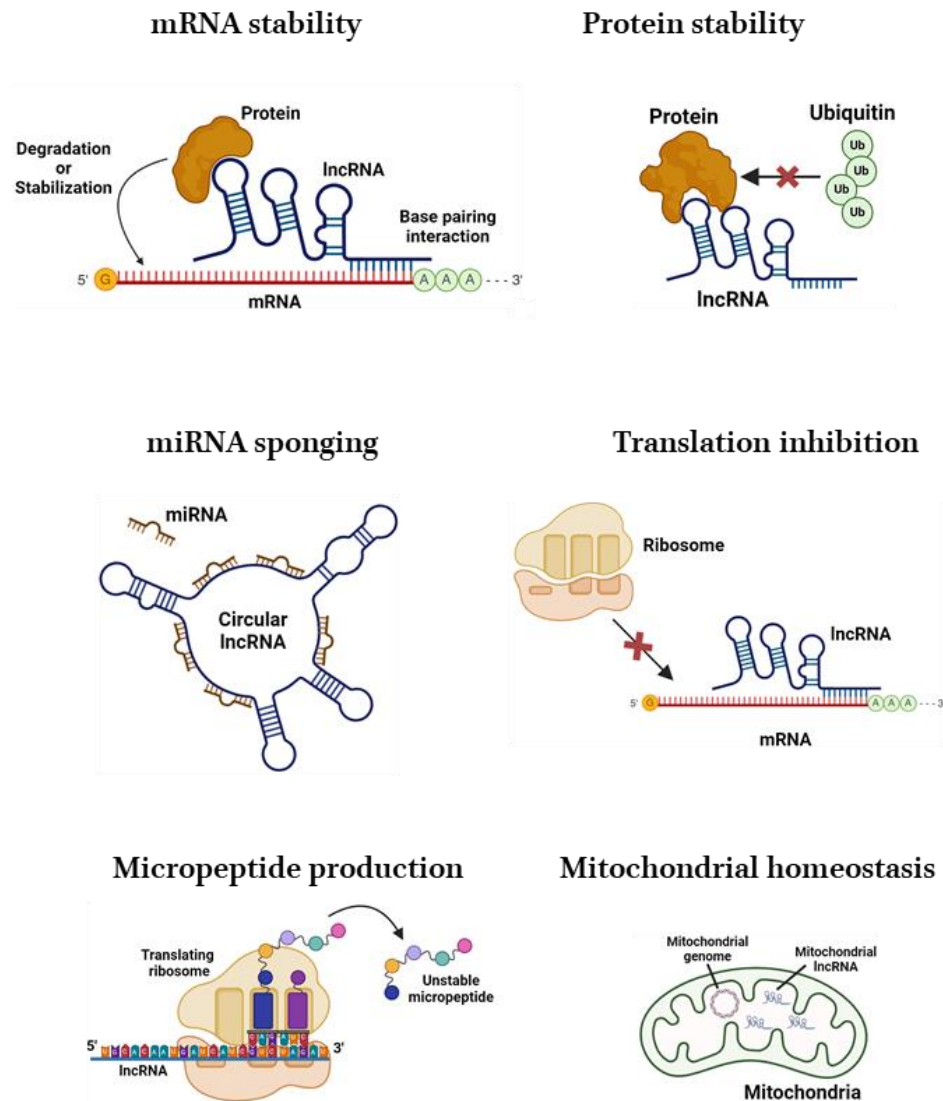 mRNA stability
Protein
Degradation
or
Stabilization
lncRNA
Base pairing
interaction
5' G A A A - - - 3'
mRNA
Protein stability
Protein
Ubiquitin
Ub
Ub
Ub
Ub
lncRNA
miRNA sponging
miRNA
Circular
lncRNA
Translation inhibition
Ribosome
lncRNA
5' G A A A - - - 3'
mRNA
Micropeptide production
Translating
ribosome
Unstable
micropeptide
5' 3'
lncRNA
Mitochondrial homeostasis
Mitochondrial
genome
Mitochondrial
lncRNA
Mitochondria